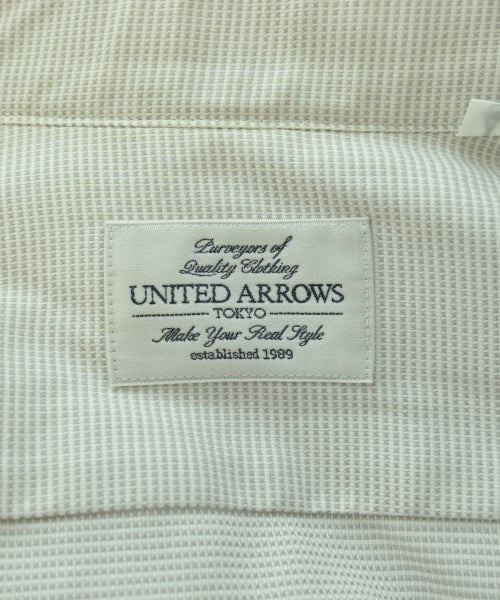 Purveyors of
Quality Clothing
UNITED ARROWS
TOKYO
Make Your Real Style
established 1989